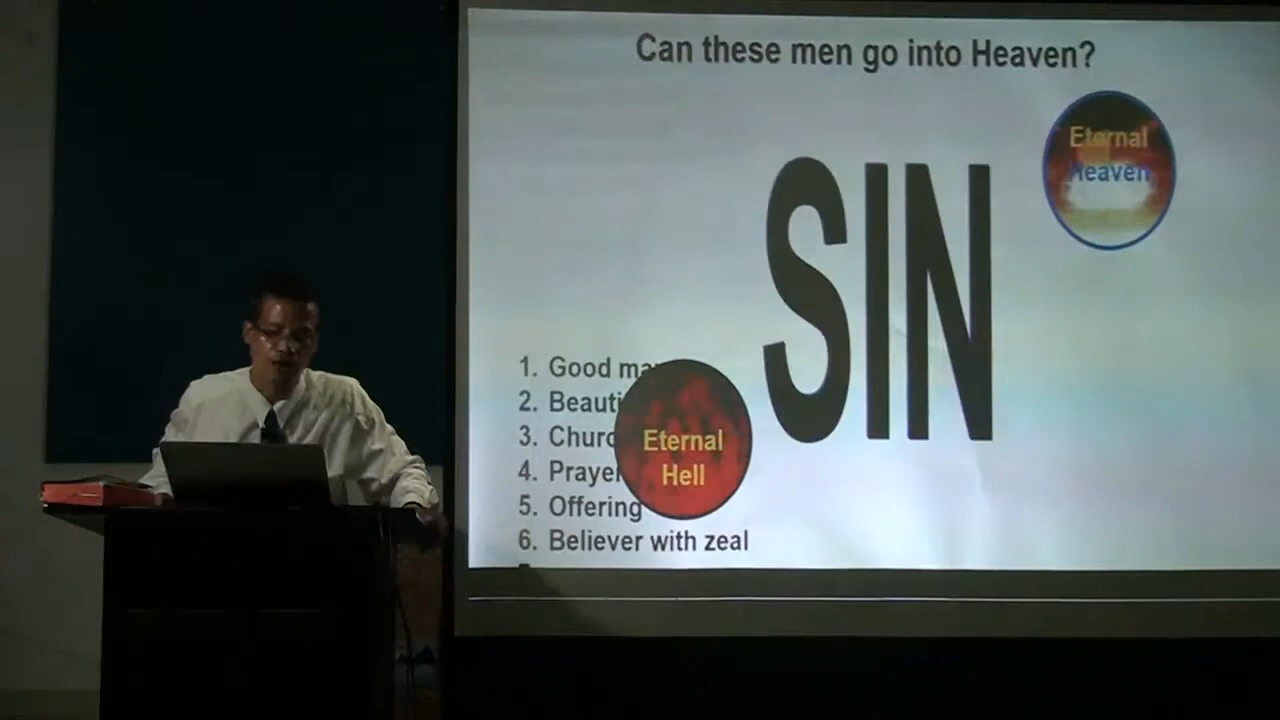 Can these men go into Heaven?
Eternal
Heaven
SIN
1. Good
2.
3.
4.
5. Offering
6. Believer with zeal
Eternal
Hell